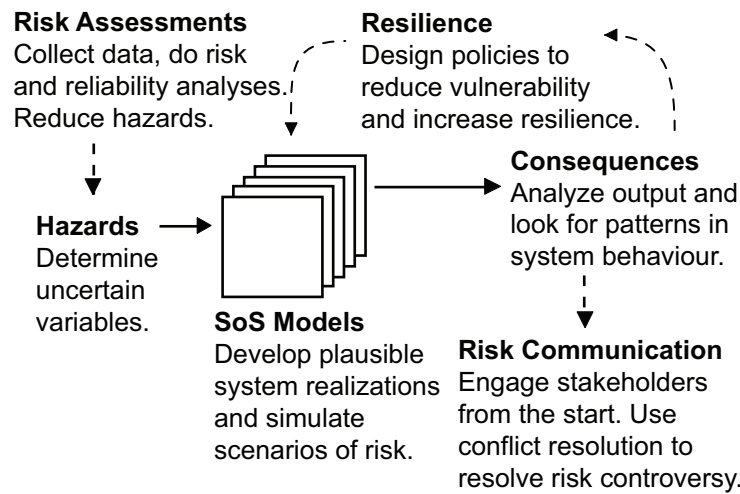 Risk Assessments
Collect data, do risk
and reliability analyses.
Reduce hazards.
Resilience
Design policies to
reduce vulnerability
and increase resilience.
Hazards
Determine
uncertain
variables.
SoS Models
Develop plausible
system realizations
and simulate
scenarios of risk.
Consequences
Analyze output and
look for patterns in
system behaviour.
Risk Communication
Engage stakeholders
from the start. Use
conflict resolution to
resolve risk controversy.